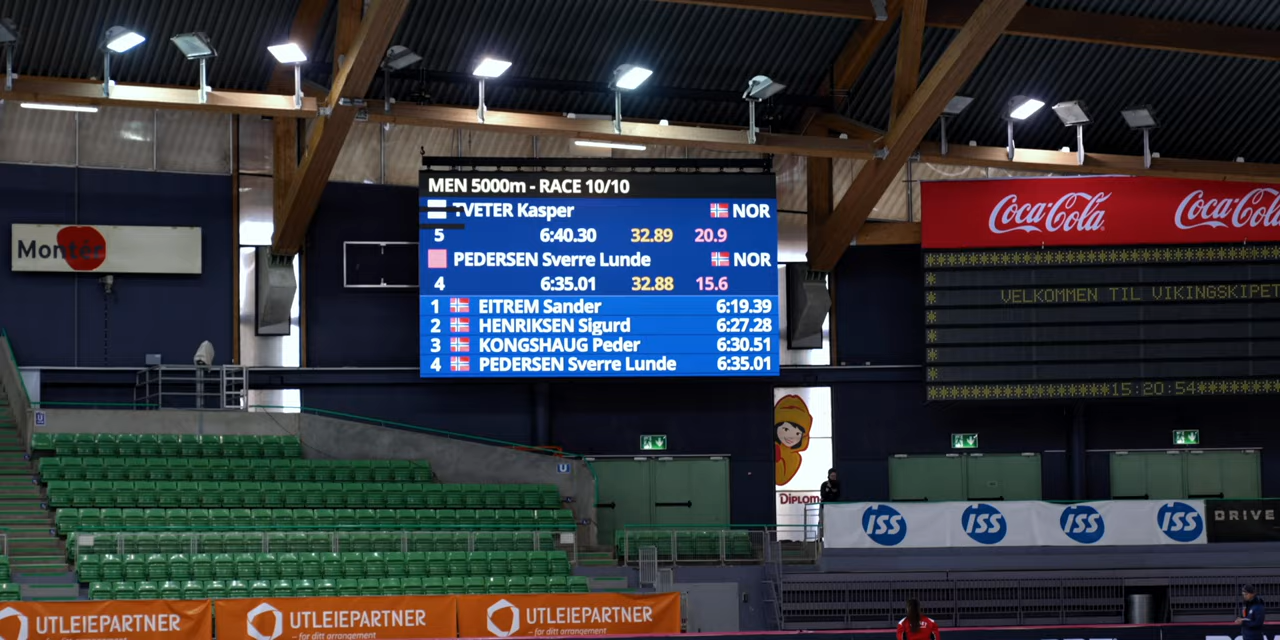 MEN 5000m - RACE 10/10
TVETER Kasper NOR
5 6:40.30 32.89 20.9
PEDERSEN Sverre Lunde NOR
4 6:35.01 32.88 15.6
1 EITREM Sander 6:19.39
2 HENRIKSEN Sigurd 6:27.28
3 KONGSHAUG Peder 6:30.51
4 PEDERSEN Sverre Lunde 6:35.01
Montér
Coca-Cola Coca-Cola
VELKOMMEN TIL VIKINGSKIPET
15:20:54
U
Diplom
ISS ISS ISS ISS
DRIVE
UTLEIEPARTNER UTLEIEPARTNER UTLEIEPARTNER
– for ditt arrangement – for ditt arrangement – for ditt arrangement